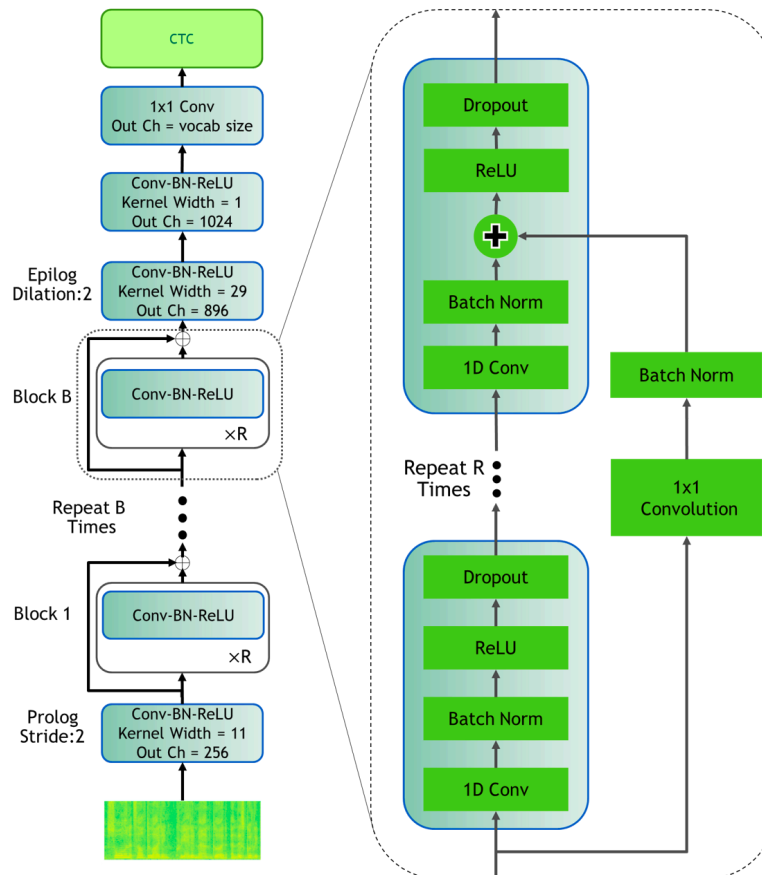 CTC
1x1 Conv
Out Ch = vocab size
Conv-BN-ReLU
Kernel Width = 1
Out Ch = 1024
Epilog
Dilation:2
Conv-BN-ReLU
Kernel Width = 29
Out Ch = 896
Block B
Conv-BN-ReLU
×R
Repeat B
Times
Block 1
Conv-BN-ReLU
×R
Prolog
Stride:2
Conv-BN-ReLU
Kernel Width = 11
Out Ch = 256
Dropout
ReLU
Batch Norm
1D Conv
Batch Norm
1x1
Convolution
Repeat R
Times
Dropout
ReLU
Batch Norm
1D Conv